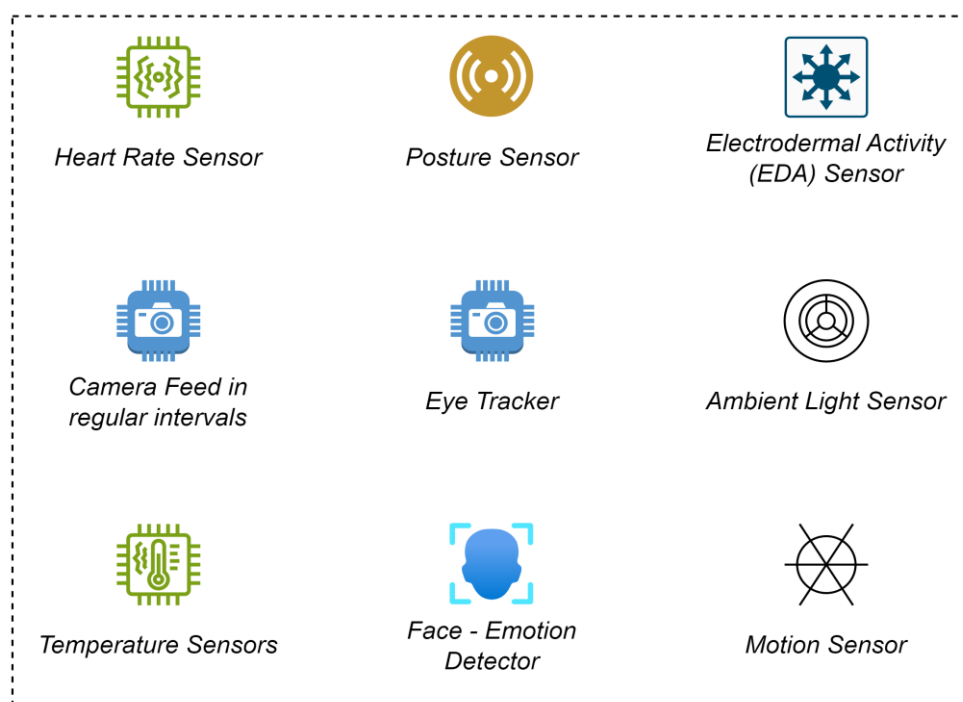 Heart Rate Sensor
Posture Sensor
Electrodermal Activity
(EDA) Sensor
Camera Feed in
regular intervals
Eye Tracker
Ambient Light Sensor
Temperature Sensors
Face - Emotion
Detector
Motion Sensor